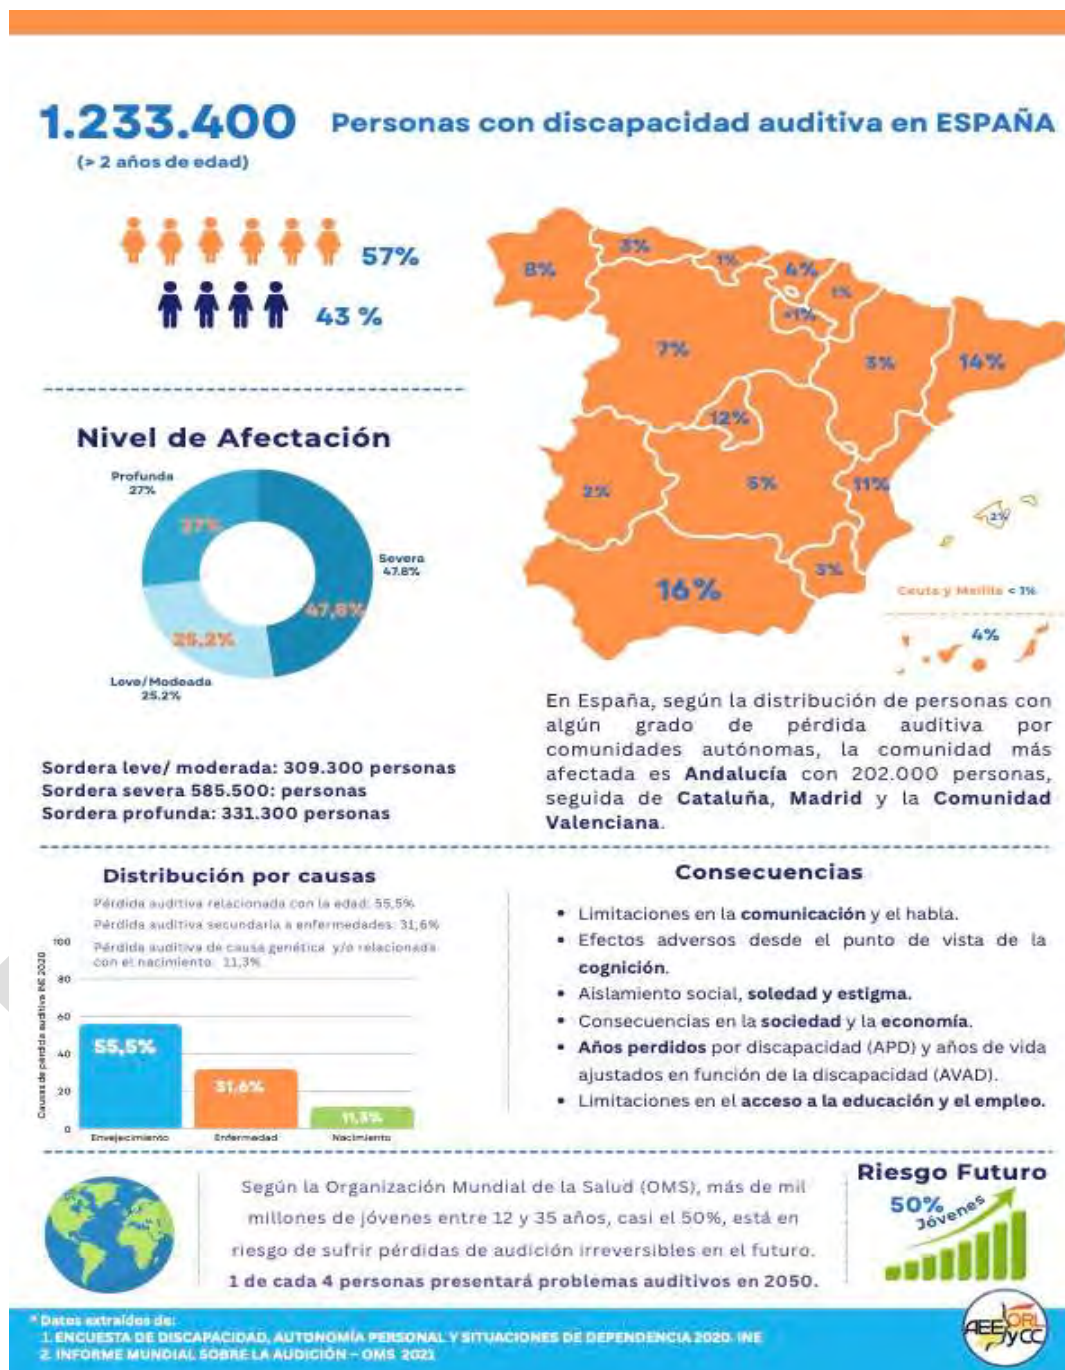 1.233.400
(> 2 años de edad)
Personas con discapacidad auditiva en ESPAÑA
57%
43 %
8%
3%
1%
4%
1%
<1%
7%
3%
14%
12%
2%
5%
11%
2%
16%
3%
Ceuta y Melilla < 1%
4%
Nivel de Afectación
Profunda
27%
27%
Severa
47.8%
47,8%
25,2%
Leve/Modeada
25.2%
Sordera leve/ moderada: 309.300 personas
Sordera severa 585.500: personas
Sordera profunda: 331.300 personas
En España, según la distribución de personas con
algún grado de pérdida auditiva por
comunidades autónomas, la comunidad más
afectada es Andalucía con 202.000 personas,
seguida de Cataluña, Madrid y la Comunidad
Valenciana.
Distribución por causas
Pérdida auditiva relacionada con la edad: 55,5%
Pérdida auditiva secundaria a enfermedades: 31,6%
Pérdida auditiva de causa genética y/o relacionada
con el nacimiento: 11,3%
Causas de pérdida auditiva INE 2020
100
80
60
40
20
0
55,5%
31,6%
11,3%
Envejecimiento
Enfermedad
Nacimiento
Consecuencias
• Limitaciones en la comunicación y el habla.
• Efectos adversos desde el punto de vista de la
cognición.
• Aislamiento social, soledad y estigma.
• Consecuencias en la sociedad y la economía.
• Años perdidos por discapacidad (APD) y años de vida
ajustados en función de la discapacidad (AVAD).
• Limitaciones en el acceso a la educación y el empleo.
Según la Organización Mundial de la Salud (OMS), más de mil
millones de jóvenes entre 12 y 35 años, casi el 50%, está en
riesgo de sufrir pérdidas de audición irreversibles en el futuro.
1 de cada 4 personas presentará problemas auditivos en 2050.
Riesgo Futuro
50%
Jóvenes
* Datos extraídos de:
1. ENCUESTA DE DISCAPACIDAD, AUTONOMÍA PERSONAL Y SITUACIONES DE DEPENDENCIA 2020. INE
2. INFORME MUNDIAL SOBRE LA AUDICIÓN – OMS 2021
AEE ORL
y CC